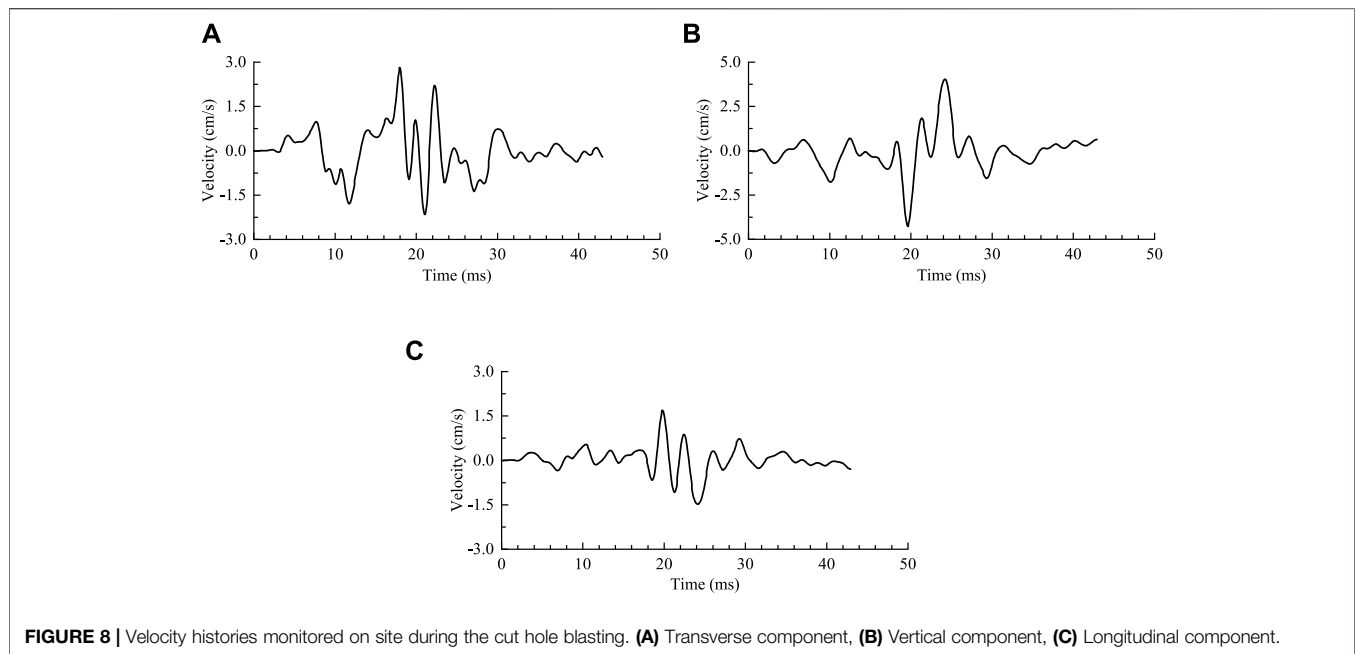 A
3.0
1.5
0.0
-1.5
-3.0
Velocity (cm/s)
0 10 20 30 40 50
Time (ms)
B
5.0
2.5
0.0
-2.5
-5.0
Velocity (cm/s)
0 10 20 30 40 50
Time (ms)
C
3.0
1.5
0.0
-1.5
-3.0
Velocity (cm/s)
0 10 20 30 40 50
Time (ms)
FIGURE 8 | Velocity histories monitored on site during the cut hole blasting. (A) Transverse component, (B) Vertical component, (C) Longitudinal component.